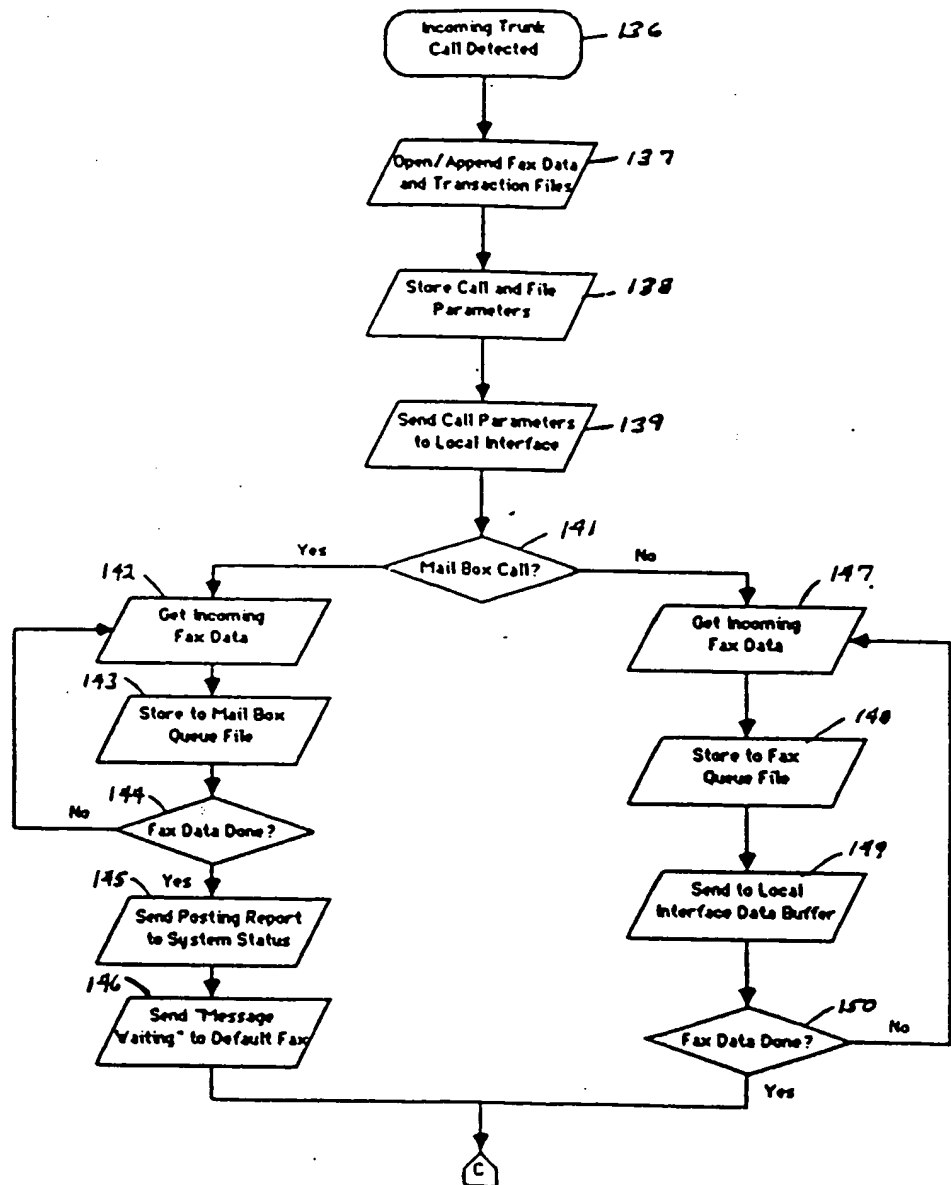 Incoming Trunk
Call Detected
136
Open/Append Fax Data
and Transaction Files
137
Store Call and File
Parameters
138
Send Call Parameters
to Local Interface
139
141
Mail Box Call?
Yes
No
142
Get Incoming
Fax Data
143
Store to Mail Box
Queue File
144
Fax Data Done?
No
Yes
145
Send Posting Report
to System Status
146
Send "Message
Waiting" to Default Fax
147
Get Incoming
Fax Data
148
Store to Fax
Queue File
149
Send to Local
Interface Data Buffer
150
Fax Data Done?
No
Yes
C